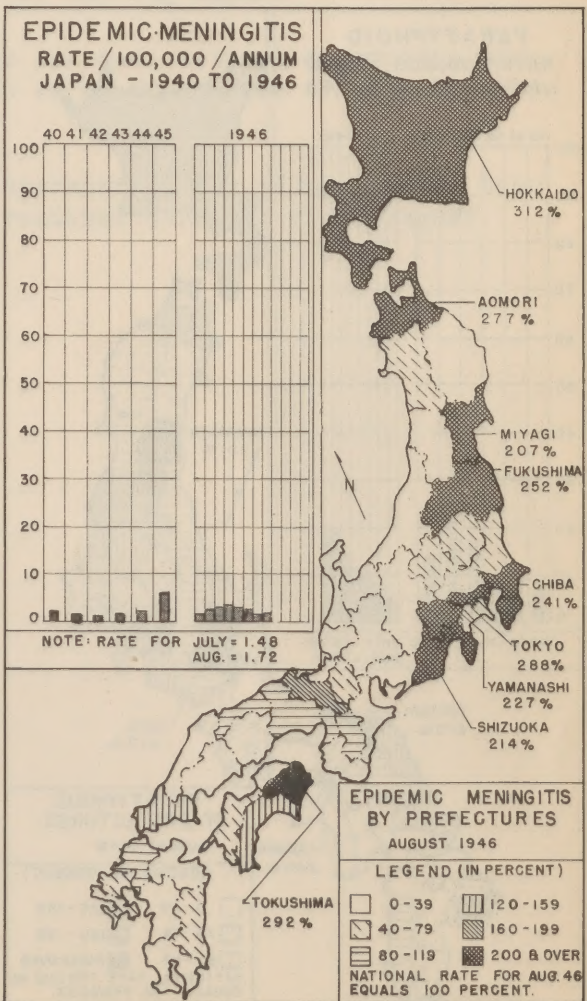 EPIDEMIC·MENINGITIS
RATE/100,000/ANNUM
JAPAN - 1940 TO 1946
40 41 42 43 44 45 1946
100
90
80
70
60
50
40
30
20
10
0
NOTE: RATE FOR JULY = 1.48
AUG. = 1.72
N
HOKKAIDO
312%
AOMORI
277%
MIYAGI
207%
FUKUSHIMA
252%
CHIBA
241%
TOKYO
288%
YAMANASHI
227%
SHIZUOKA
214%
TOKUSHIMA
292%
EPIDEMIC MENINGITIS
BY PREFECTURES
AUGUST 1946
LEGEND (IN PERCENT)
0-39 120-159
40-79 160-199
80-119 200 & OVER
NATIONAL RATE FOR AUG. 46
EQUALS 100 PERCENT.